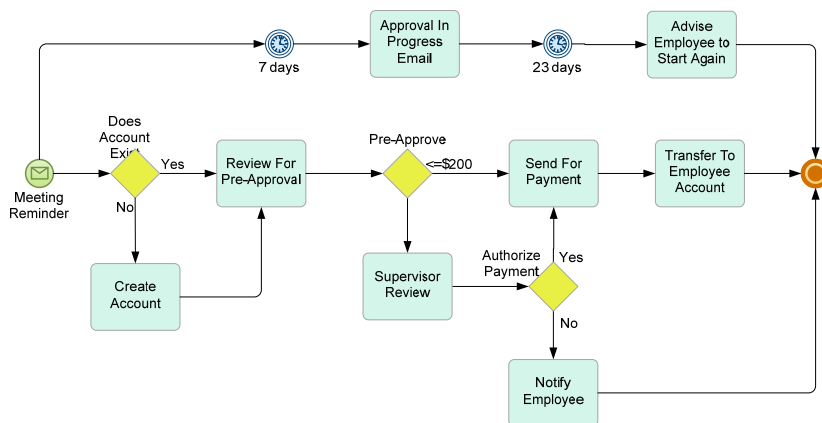 Approval In
Progress
Email
Advise
Employee to
Start Again
7 days
23 days
Does
Account
Exist
Yes
Review For
Pre-Approval
Pre-Approve
<=$200
Send For
Payment
Transfer To
Employee
Account
Meeting
Reminder
No
Create
Account
Supervisor
Review
Authorize
Payment
Yes
No
Notify
Employee